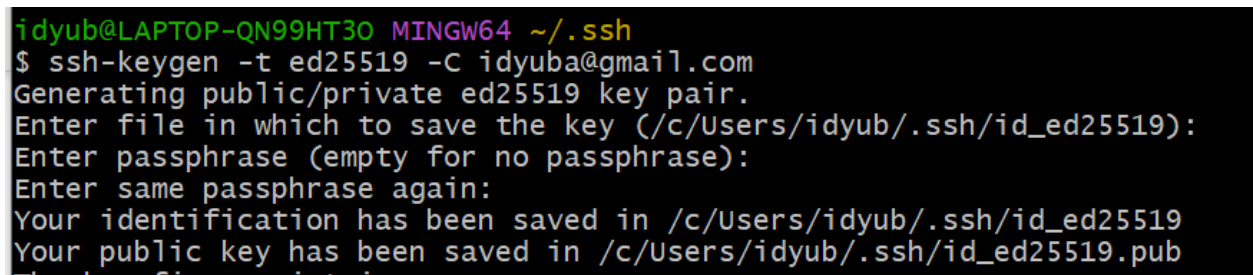 idyub@LAPTOP-QN99HT3O MINGW64 ~/.ssh
$ ssh-keygen -t ed25519 -C idyuba@gmail.com
Generating public/private ed25519 key pair.
Enter file in which to save the key (/c/Users/idyub/.ssh/id_ed25519):
Enter passphrase (empty for no passphrase):
Enter same passphrase again:
Your identification has been saved in /c/Users/idyub/.ssh/id_ed25519
Your public key has been saved in /c/Users/idyub/.ssh/id_ed25519.pub